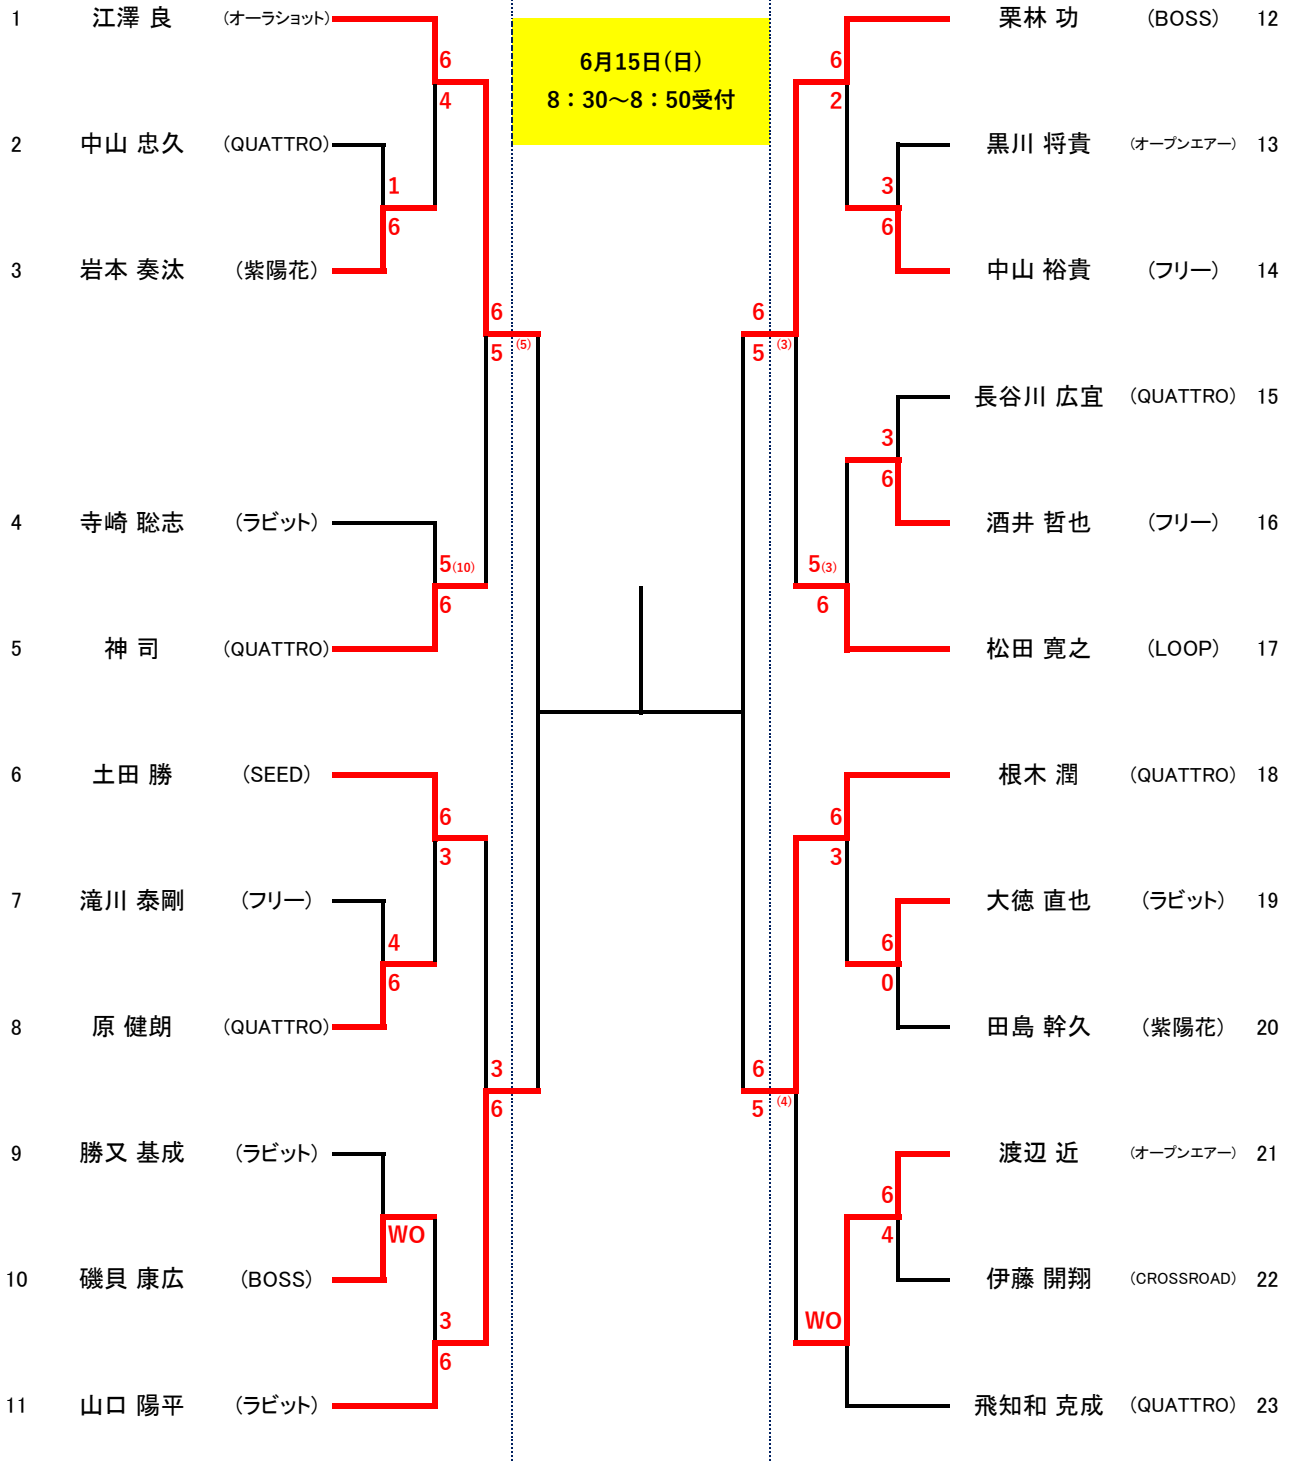 1 江澤 良 (オーラショット)
6
4
2 中山 忠久 (QUATTRO)
1
6
3 岩本 奏汰 (紫陽花)
6
5 (5)
4 寺崎 聡志 (ラビット)
5(10)
6
5 神 司 (QUATTRO)
6 土田 勝 (SEED)
6
3
7 滝川 泰剛 (フリー)
4
6
8 原 健朗 (QUATTRO)
3
6
9 勝又 基成 (ラビット)
WO
10 磯貝 康広 (BOSS)
3
6
11 山口 陽平 (ラビット)
6月15日(日)
8：30～8：50受付
栗林 功 (BOSS) 12
6
2
黒川 将貴 (オープンエアー) 13
3
6
中山 裕貴 (フリー) 14
6
5 (3)
長谷川 広宜 (QUATTRO) 15
3
6
酒井 哲也 (フリー) 16
5(3)
6
松田 寛之 (LOOP) 17
根木 潤 (QUATTRO) 18
6
3
大徳 直也 (ラビット) 19
6
0
田島 幹久 (紫陽花) 20
6
5 (4)
渡辺 近 (オープンエアー) 21
6
4
伊藤 開翔 (CROSSROAD) 22
WO
飛知和 克成 (QUATTRO) 23